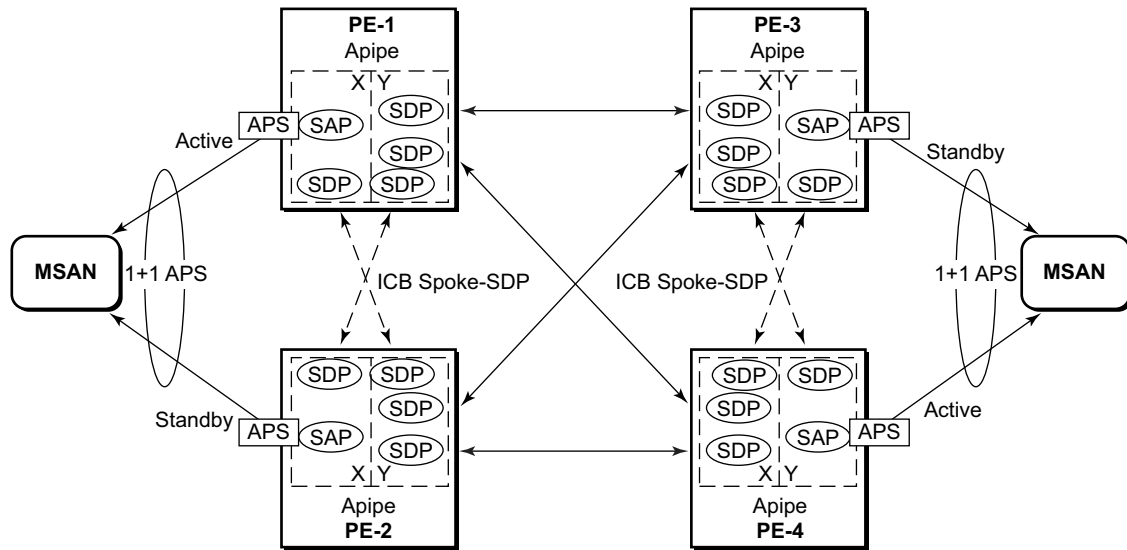 PE-1
Apipe
X Y
SDP
APS
SAP
SDP
SDP
SDP
Active
PE-3
Apipe
X Y
SDP
SAP
APS
SDP
SDP
SDP
Standby
MSAN
1+1 APS
ICB Spoke-SDP
ICB Spoke-SDP
1+1 APS
MSAN
SDP
SDP
SDP
Standby
APS
SAP
SDP
X Y
Apipe
PE-2
SDP
SDP
SDP
Active
SDP
SAP
APS
X Y
Apipe
PE-4